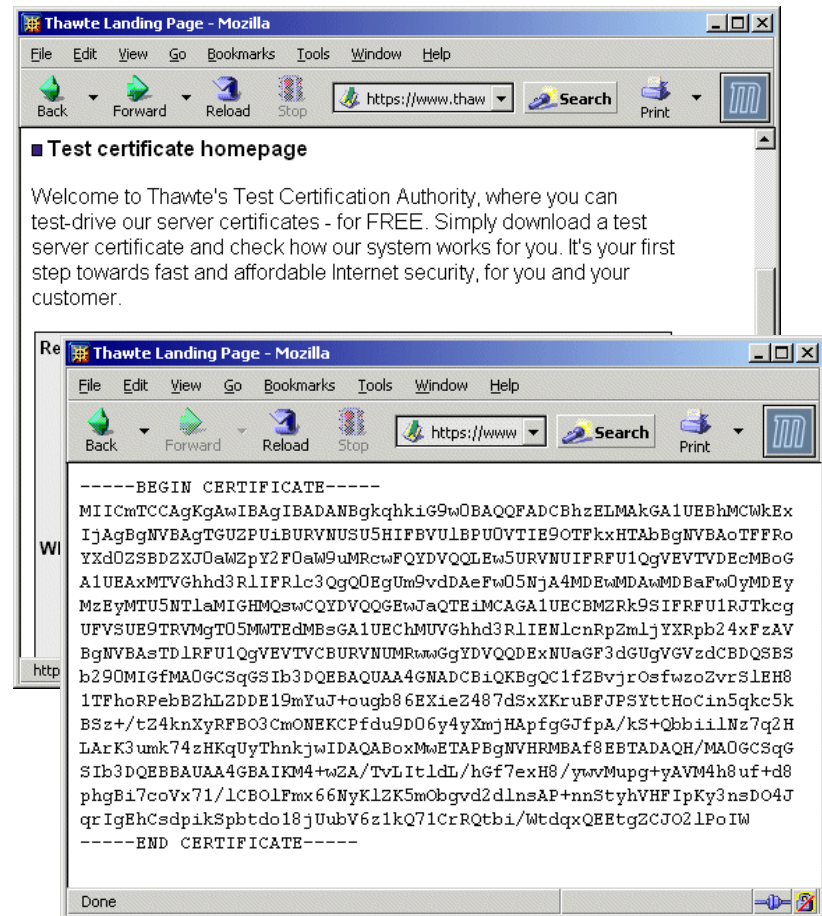 Thawte Landing Page - Mozilla
File Edit View Go Bookmarks Tools Window Help
Back Forward Reload Stop https://www.thaw Search Print
Test certificate homepage
Welcome to Thawte's Test Certification Authority, where you can
test-drive our server certificates - for FREE. Simply download a test
server certificate and check how our system works for you. It's your first
step towards fast and affordable Internet security, for you and your
customer.
Re
Wl
http
Thawte Landing Page - Mozilla
File Edit View Go Bookmarks Tools Window Help
Back Forward Reload Stop https://www Search Print
-----BEGIN CERTIFICATE-----
MIICmTCCAgKgAwIBAgIBADANBgkqhkiG9w0BAQQFADCBhzELMAkGA1UEBhMCWkEx
IjAgBgNVBAgTGUZPUiBURVNUSU5HIFBVUlBPU0VTIE9OTFkxHTAbBgNVBAoTFFRo
YXd0ZSBDZXJ0aWZpY2F0aW9uMRcwFQYDVQQLEw5URVNUIFRFU1QgVEVTVDEcMBoG
A1UEAxMTVGhhd3RlIFRlc3QgQ0EgUm9vdDAeFw05NjA4MDEwMDAwMDBaFw0yMDEy
MzEyMTU5NTlaMIGHMQswCQYDVQQGEwJaQTEiMCAGA1UECBMZRk9SIFRFU1RJTkcg
UFVSUE9TRVMgT05MWTEdMBsGA1UEChMUVGhhd3RlIENlcnRpZmljYXRpb24xFzAV
BgNVBAsTDlRFU1QgVEVTVCBURVNUMRwwGgYDVQQDExNUaGF3dGUgVGVzdCBDQSBS
b290MIGfMA0GCSqGSIb3DQEBAQUAA4GNADCBiQKBgQC1fZBvjrOsfwzoZvrSlEH8
1TFhoRPebBZhLZDDE19mYuJ+ougb86EXieZ487dSxXKruBFJPSYttHoCin5qkc5k
BSz+/tZ4knXyRFBO3CmONEKCPfdu9D06y4yXmjHApfgGJfpA/kS+QbbiilNz7q2H
LArK3umk74zHKqUyThnkjwIDAQABoxMwETAPBgNVHRMBAf8EBTADAQH/MA0GCSqG
SIb3DQEBBAUAA4GBAIKM4+wZA/TvLItldL/hGf7exH8/ywvMupg+yAVM4h8uf+d8
phgBi7coVx71/lCBOlFmx66NyKlZK5mObgvd2dlnsAP+nnStyhVHFIpKy3nsDO4J
qrIgEhCsdpikSpbtdo18jUubV6z1kQ71CrRQtbi/WtdqxQEEtgZCJO2lPoIW
-----END CERTIFICATE-----
Done